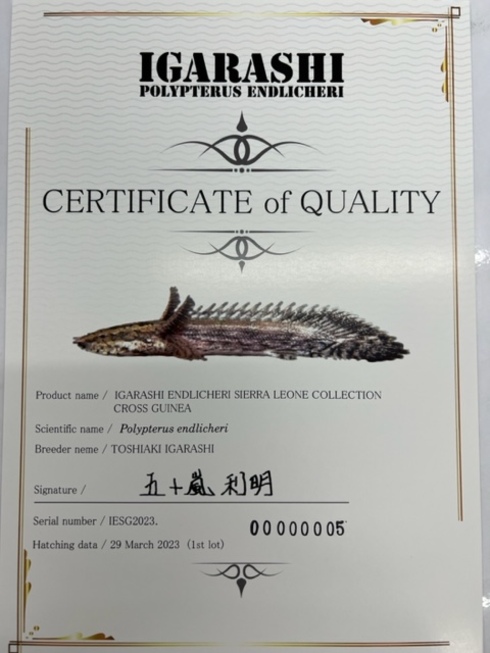 IGARASHI
POLYPTERUS ENDLICHERI
CERTIFICATE of QUALITY
Product name / IGARASHI ENDLICHERI SIERRA LEONE COLLECTION
CROSS GUINEA
Scientific name / Polypterus endlicheri
Breeder neme / TOSHIAKI IGARASHI
Signature / 五十嵐 利明
Serial number / IESG2023. 00000005
Hatching data / 29 March 2023 (1st lot)